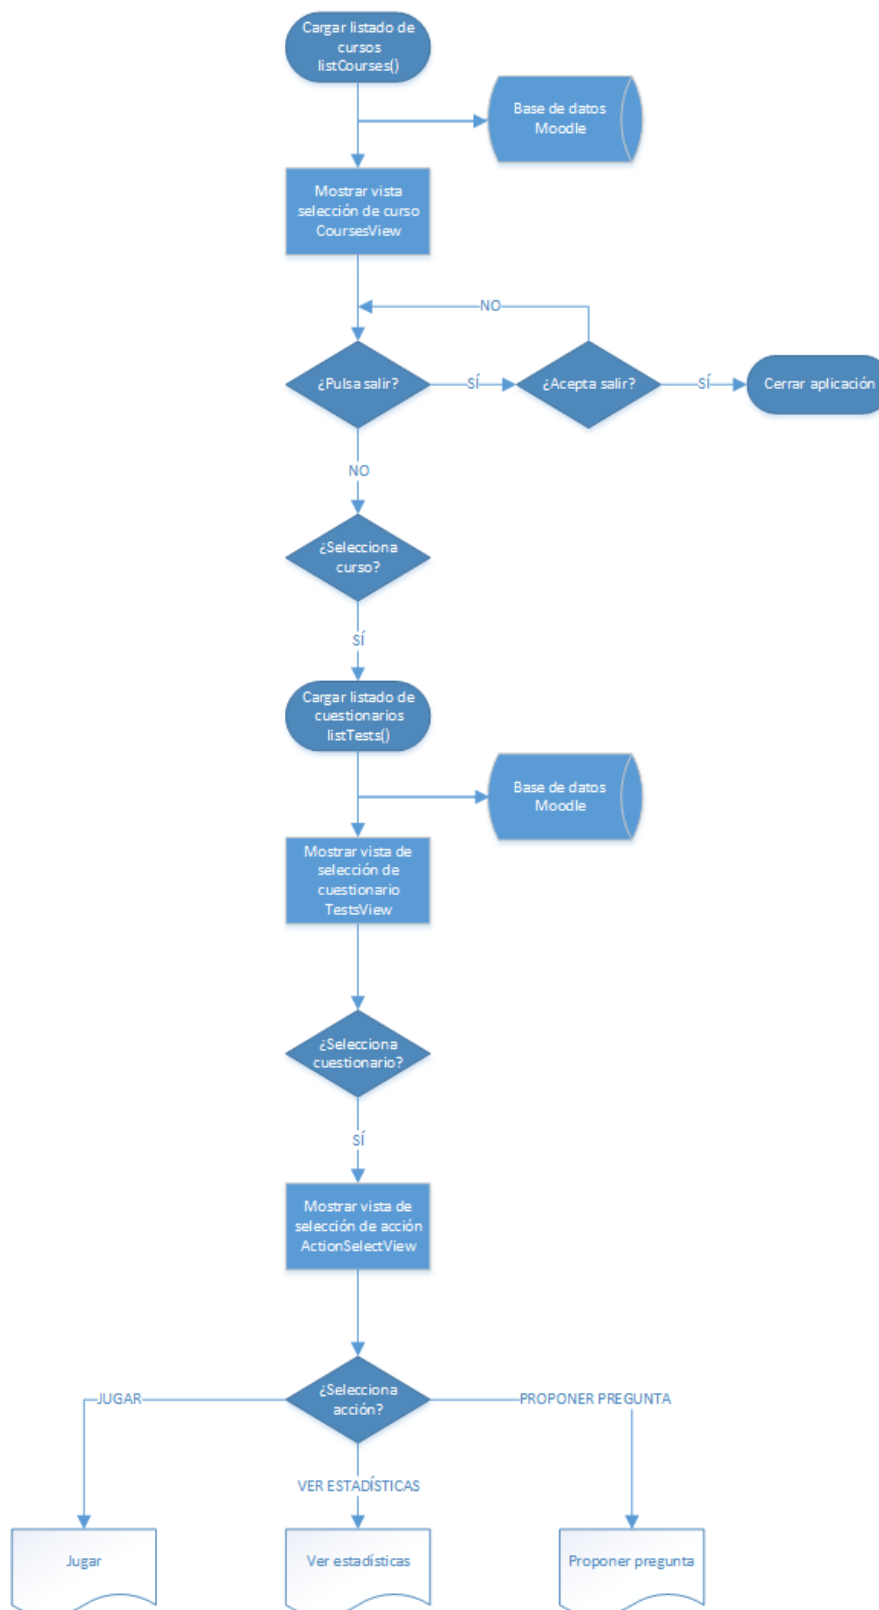 Cargar listado de
cursos
listCourses()
Base de datos
Moodle
Mostrar vista
selección de curso
CoursesView
NO
¿Pulsa salir?
SÍ
¿Acepta salir?
SÍ
Cerrar aplicación
NO
¿Selecciona
curso?
SÍ
Cargar listado de
cuestionarios
listTests()
Base de datos
Moodle
Mostrar vista de
selección de
cuestionario
TestsView
¿Selecciona
cuestionario?
SÍ
Mostrar vista de
selección de acción
ActionSelectView
¿Selecciona
acción?
JUGAR
PROPONER PREGUNTA
VER ESTADÍSTICAS
Jugar
Ver estadísticas
Proponer pregunta